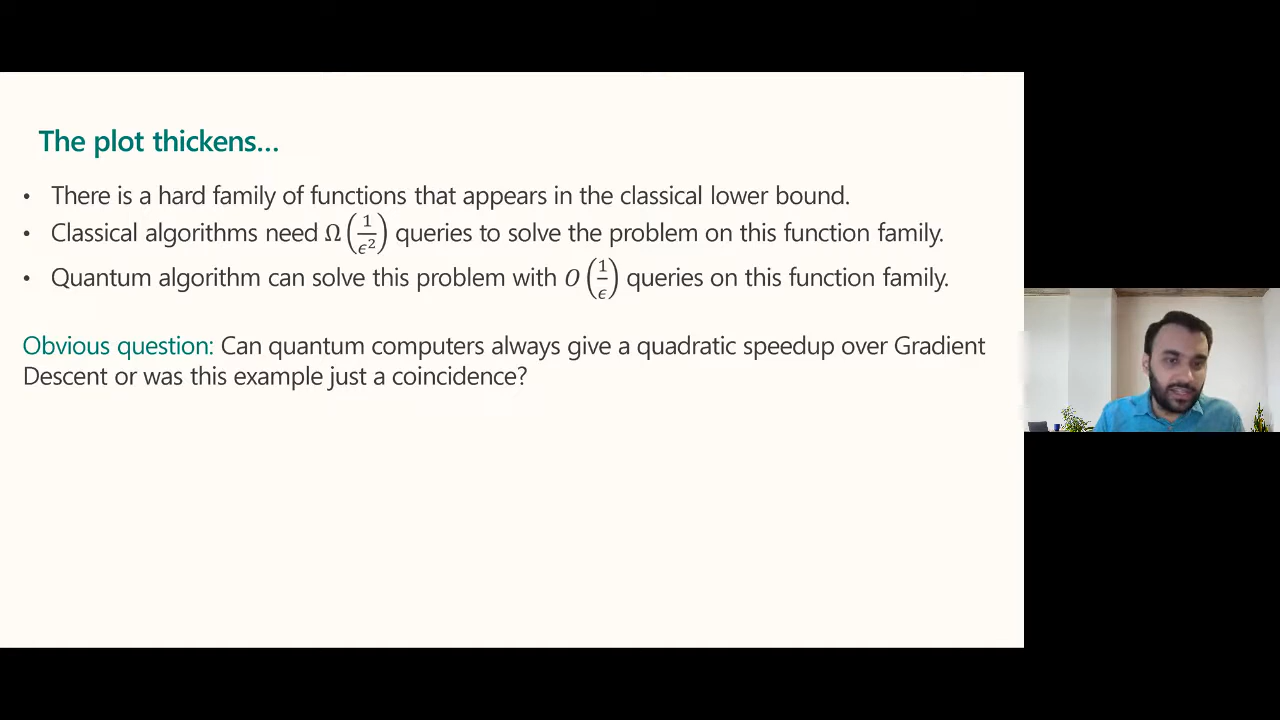 The plot thickens...
• There is a hard family of functions that appears in the classical lower bound.
• Classical algorithms need Ω(1/ϵ²) queries to solve the problem on this function family.
• Quantum algorithm can solve this problem with O(1/ϵ) queries on this function family.
Obvious question: Can quantum computers always give a quadratic speedup over Gradient
Descent or was this example just a coincidence?